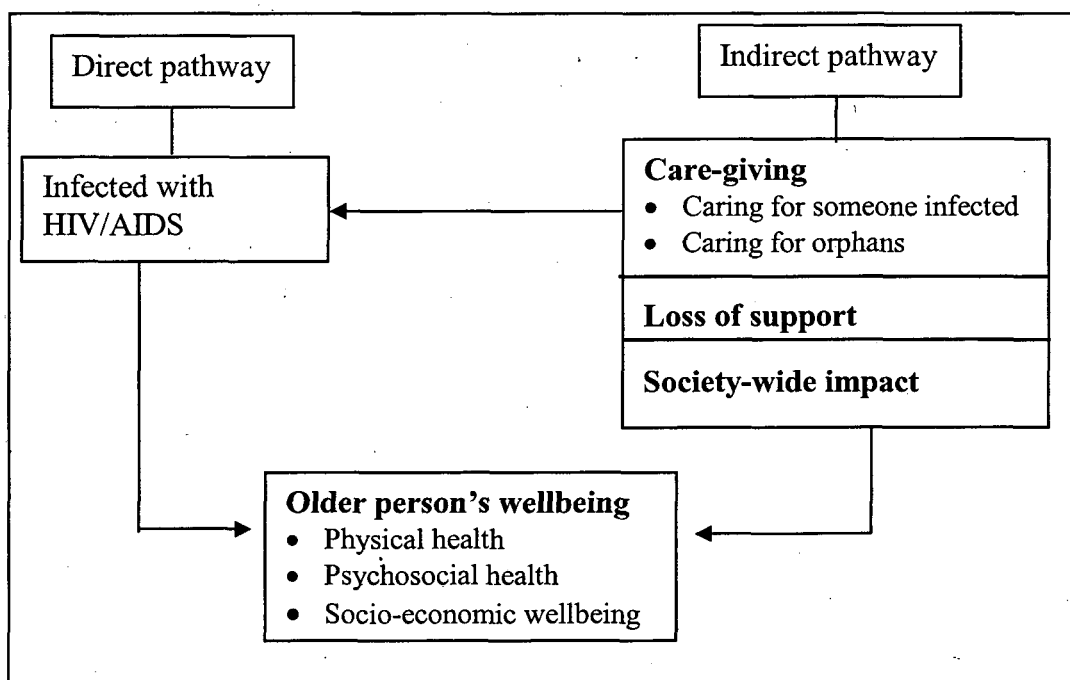 Direct pathway
Indirect pathway
Infected with
HIV/AIDS
Care-giving
• Caring for someone infected
• Caring for orphans
Loss of support
Society-wide impact
Older person's wellbeing
• Physical health
• Psychosocial health
• Socio-economic wellbeing